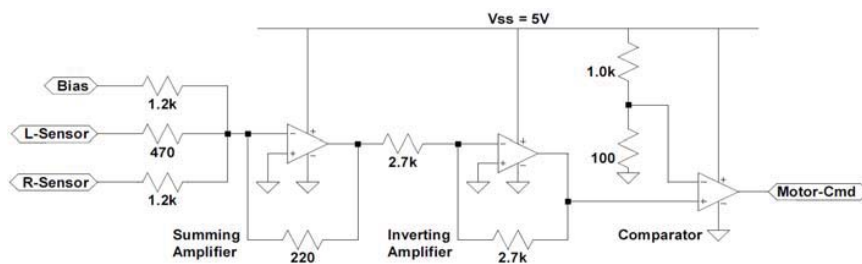 Vss = 5V
Bias
1.2k
L-Sensor
470
R-Sensor
1.2k
Summing
Amplifier
220
2.7k
Inverting
Amplifier
2.7k
1.0k
100
Comparator
Motor-Cmd